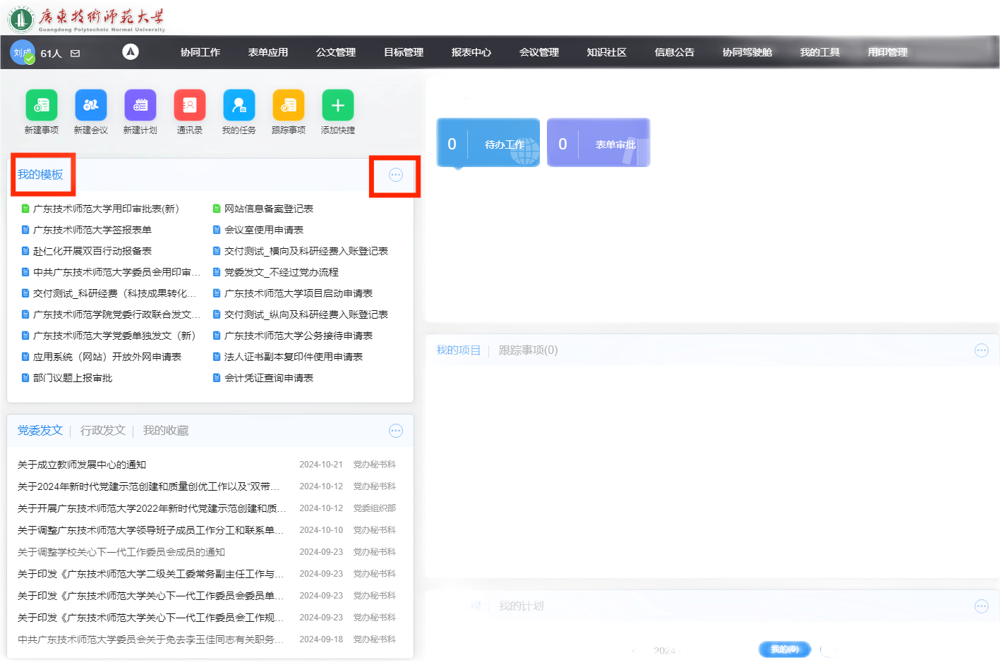 廣東技術師範大學
Guangdong Polytechnic Normal University
刘成 61人
协同工作 表单应用 公文管理 目标管理 报表中心 会议管理 知识社区 信息公告 协同驾驶舱 我的工具 用印管理
新建事项 新建会议 新建计划 通讯录 我的任务 跟踪事项 添加快捷
我的模板
广东技术师范大学用印审批表(新) 网站信息备案登记表
广东技术师范大学签报表单 会议室使用申请表
赴仁化开展双百行动报备表 交付测试_横向及科研经费入账登记表
中共广东技术师范大学委员会用印审... 党委发文_不经过党办流程
交付测试_科研经费（科技成果转化... 广东技术师范大学项目启动申请表
广东技术师范学院党委行政联合发文... 交付测试_纵向及科研经费入账登记表
广东技术师范大学党委单独发文（新） 广东技术师范大学公务接待申请表
应用系统（网站）开放外网申请表 法人证书副本复印件使用申请表
部门议题上报审批 会计凭证查询申请表
党委发文 | 行政发文 | 我的收藏
关于成立教师发展中心的通知 2024-10-21 党办秘书科
关于2024年新时代党建示范创建和质量创优工作以及“双带... 2024-10-12 党办秘书科
关于开展广东技术师范大学2022年新时代党建示范创建和质... 2024-10-12 党委组织部
关于调整广东技术师范大学领导班子成员工作分工和联系单... 2024-10-10 党办秘书科
关于调整学校关心下一代工作委员会成员的通知 2024-09-23 党办秘书科
关于印发《广东技术师范大学二级关工委常务副主任工作与... 2024-09-23 党办秘书科
关于印发《广东技术师范大学关心下一代工作委员会委员单... 2024-09-23 党办秘书科
关于印发《广东技术师范大学关心下一代工作委员会工作规... 2024-09-23 党办秘书科
中共广东技术师范大学委员会关于免去李玉佳同志有关职务... 2024-09-18 党办秘书科
0 待办工作 0 表单审批
我的项目 | 跟踪事项(0)
我的计划
< 2024 我的(0)